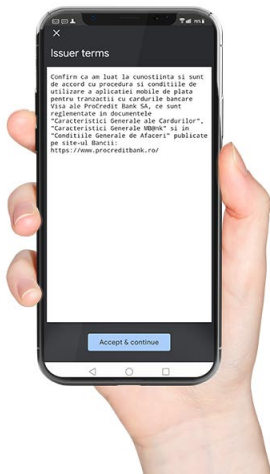 Issuer terms
Confirm ca am luat la cunostiinta si sunt
de acord cu procedura si conditiile de
utilizare a aplicatiei mobile de plata
pentru tranzactii cu cardurile bancare
Visa ale ProCredit Bank SA, ce sunt
reglementate in documentele
"Caracteristici Generale ale Cardurilor",
"Caracteristici Generale WB@nk" si in
"Conditiile Generale de Afaceri" publicate
pe site-ul Bancii:
https://www.procreditbank.ro/
Accept & continue